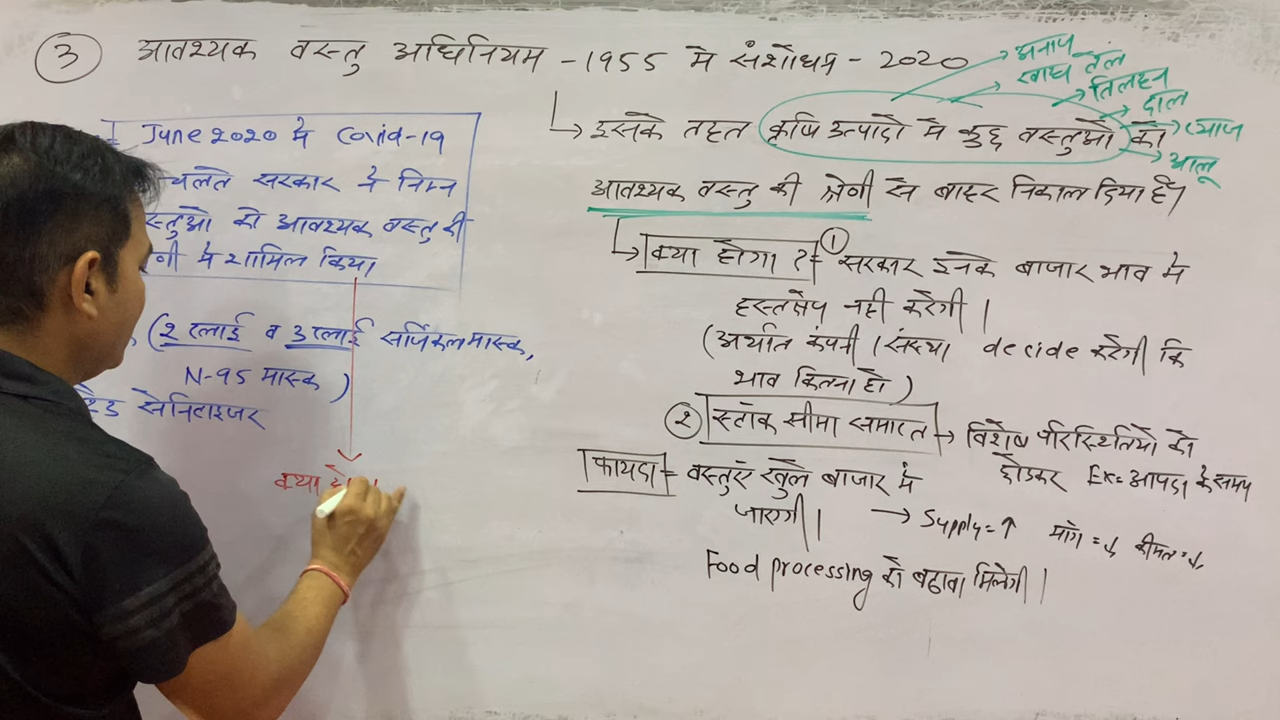 ③ आवश्यक वस्तु अधिनियम - 1955 मे संशोधन - 2020
→ अनाज
→ खाद्य तेल
→ तिलहन
→ दाल
→ प्याज
→ आलू
↳ इसके तहत कृषि उत्पादो मे कुछ वस्तुओ को
आवश्यक वस्तु की श्रेणी से बाहर निकाल दिया है।
↳ क्या होगा ? = ① सरकार इनके बाजार भाव मे
हस्तक्षेप नही करेगी ।
(अर्थात कंपनी / संस्था decide करेगी कि
भाव कितना हो )
② स्टॉक सीमा समाप्त → विशेष परिस्थितियो को
छोडकर Ex= आपदा के समय
फायदा = वस्तुएं खुले बाजार मे
जाएगी । → Supply = ↑ मांग = ↓ कीमत = ↓
Food processing को बढावा मिलेगी ।
June 2020 मे Covid-19
चलते सरकार ने निम्न
स्तुओ को आवश्यक वस्तु की
णी मे शामिल किया
(2 प्लाई व 3 प्लाई सर्जिकल मास्क,
N-95 मास्क )
सेनिटाइजर
क्या